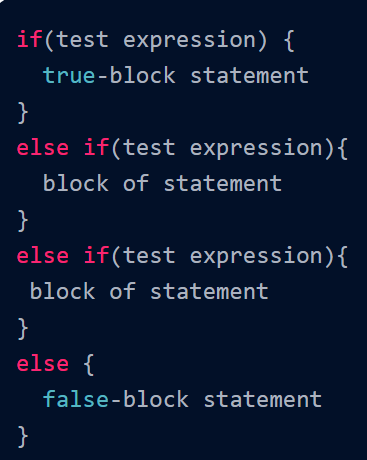 if(test expression) {
  true-block statement
}
else if(test expression){
  block of statement
}
else if(test expression){
 block of statement
}
else {
  false-block statement
}